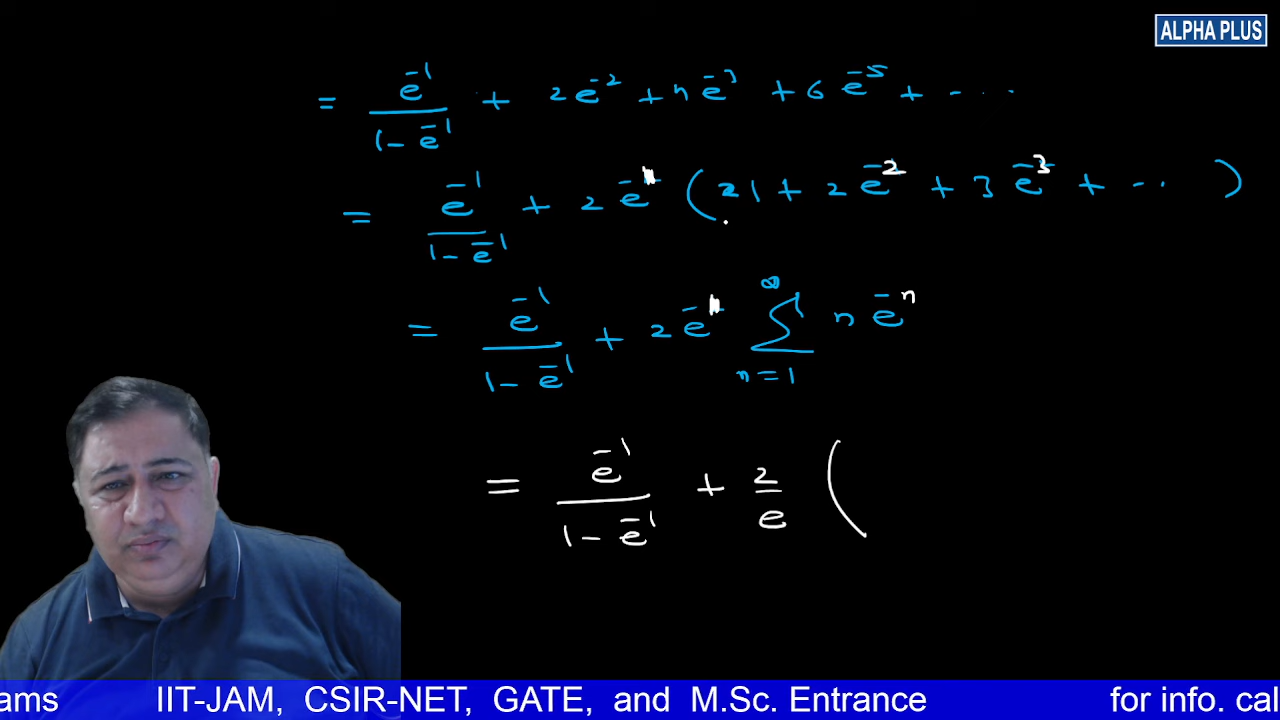 ALPHA PLUS
= e⁻¹ / (1 - e⁻¹) + 2e⁻² + 4e⁻³ + 6e⁻⁵ + - ...
= e⁻¹ / (1 - e⁻¹) + 2e⁻ (1 + 2e⁻² + 3e⁻³ + - .. )
= e⁻¹ / (1 - e⁻¹) + 2e⁻ ∑_{n=1}^{∞} n e⁻ⁿ
= e⁻¹ / (1 - e⁻¹) + 2/e (
ams IIT-JAM, CSIR-NET, GATE, and M.Sc. Entrance for info. cal